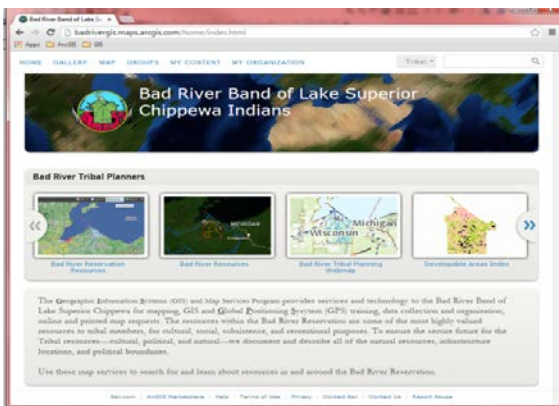 Bad River Band of Lake Su
badrivergis.maps.arcgis.com/home/index.html
Apps ArcGIS GIS
HOME GALLERY MAP GROUPS MY CONTENT MY ORGANIZATION Tribal
Bad River Band of Lake Superior
Chippewa Indians
Bad River Tribal Planners
Michigan
Wisconsin
Bad River Reservation Resources
Bad River Resources
Bad River Tribal Planning Webmap
Developable Areas Index
The Geographic Information Systems (GIS) and Map Services Program provides services and technology to the Bad River Band of
Lake Superior Chippewa for mapping, GIS and Global Positioning System (GPS) training, data collection and organization,
online and printed map requests. The resources within the Bad River Reservation are some of the most highly valued
resources to tribal members, for cultural, social, subsistence, and recreational purposes. To ensure the secure future for the
Tribal resources—cultural, political, and natural—we document and describe all of the natural resources, infrastructure
locations, and political boundaries.
Use these map services to search for and learn about resources in and around the Bad River Reservation.
Esri.com | ArcGIS Marketplace | Help | Terms of Use | Privacy | Contact Esri | Contact Us | Report Abuse